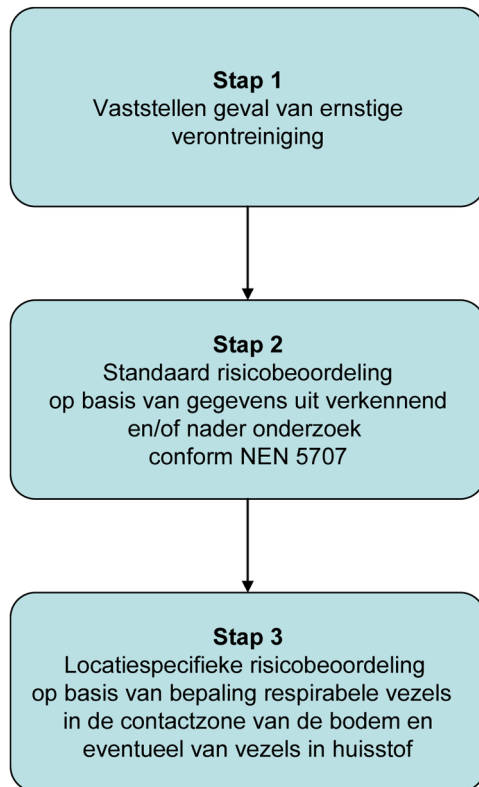 Stap 1
Vaststellen geval van ernstige
verontreiniging
Stap 2
Standaard risicobeoordeling
op basis van gegevens uit verkennend
en/of nader onderzoek
conform NEN 5707
Stap 3
Locatiespecifieke risicobeoordeling
op basis van bepaling respirabele vezels
in de contactzone van de bodem en
eventueel van vezels in huisstof